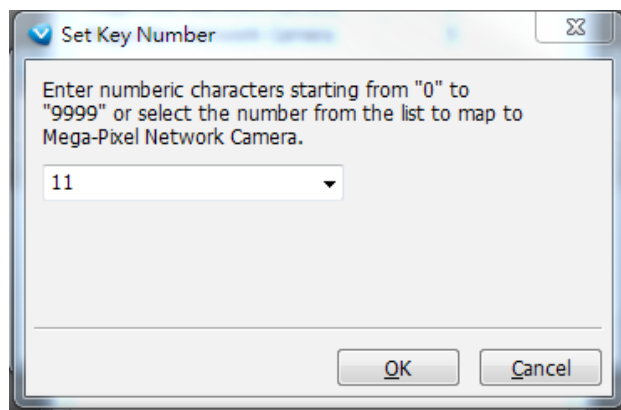 Set Key Number
Enter numberic characters starting from "0" to
"9999" or select the number from the list to map to
Mega-Pixel Network Camera.
11
OK
Cancel